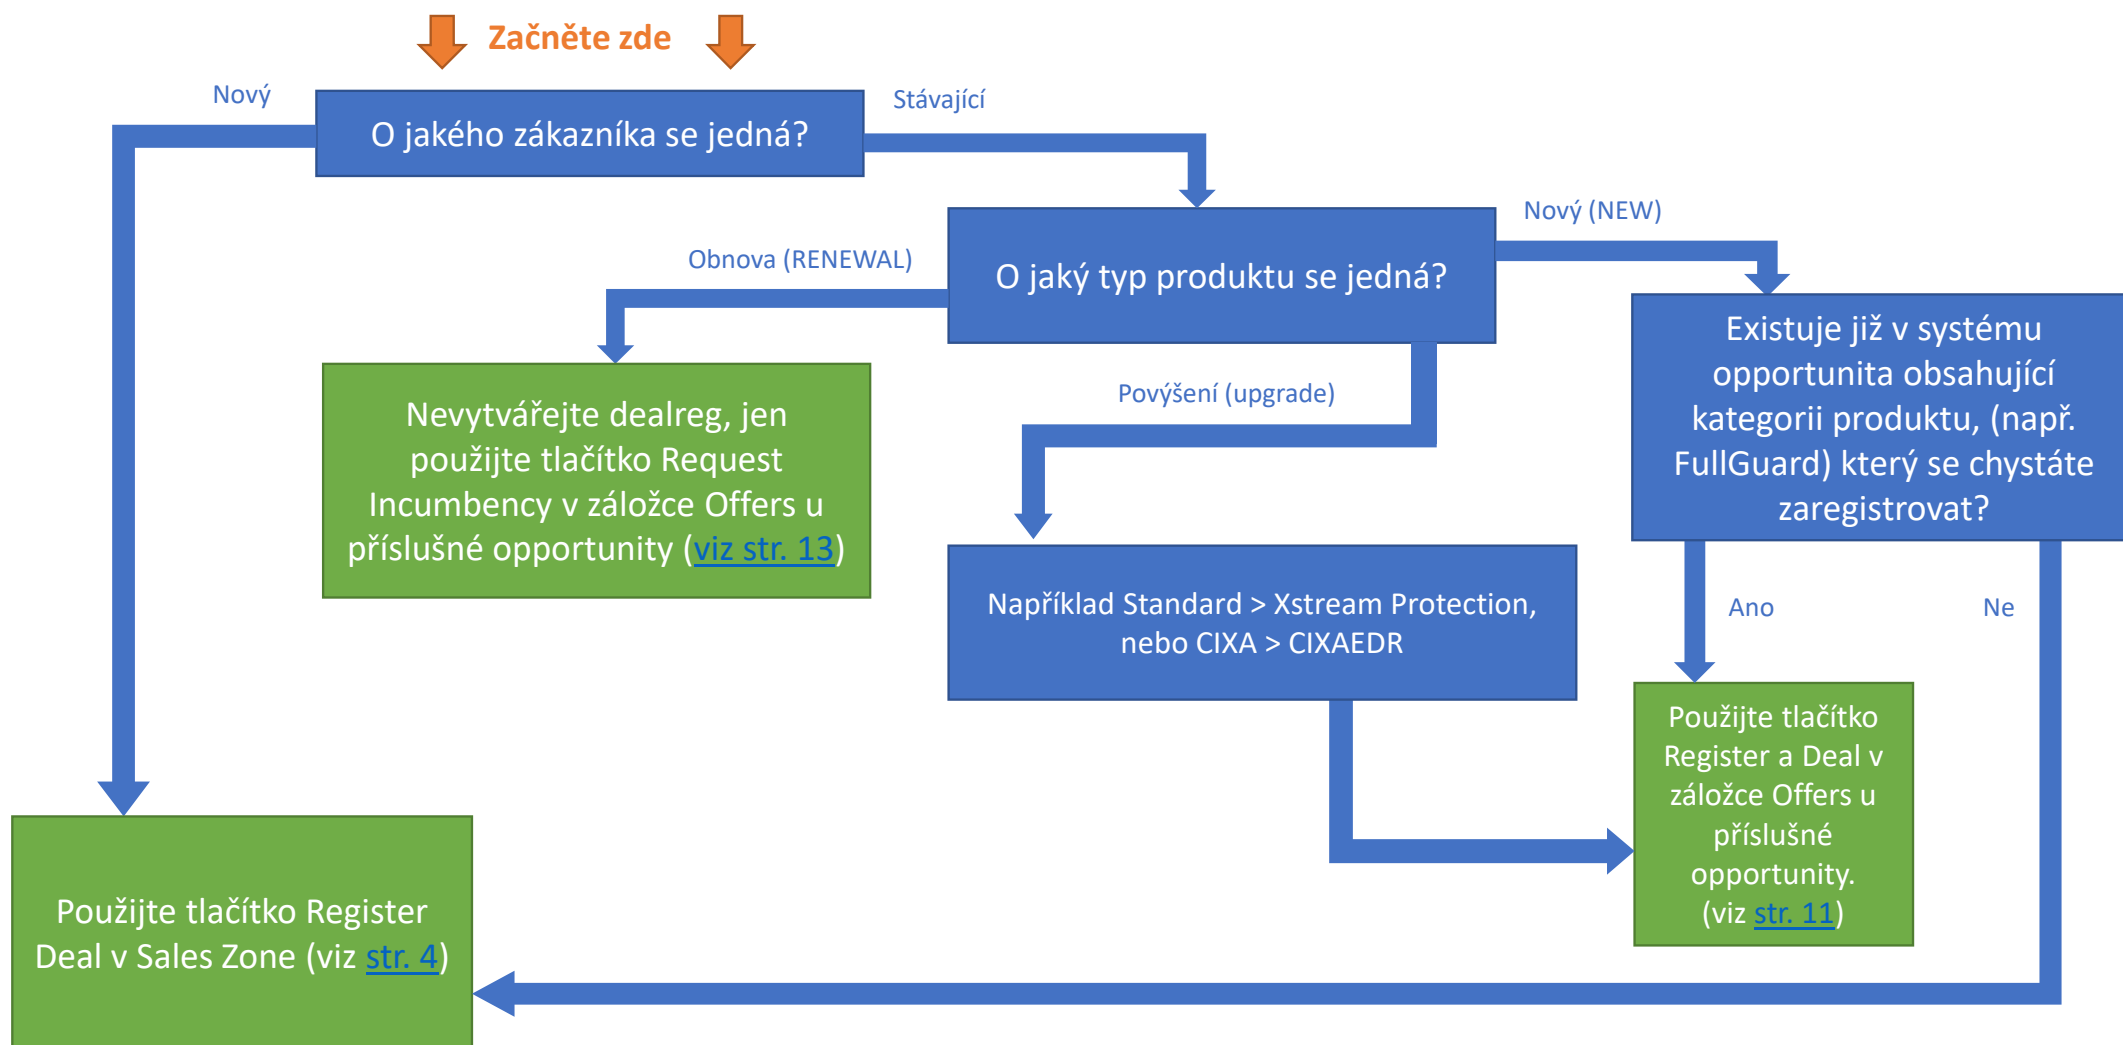 Začněte zde
Nový
Stávající
O jakého zákazníka se jedná?
Nový (NEW)
Obnova (RENEWAL)
O jaký typ produktu se jedná?
Existuje již v systému
opportunita obsahující
kategorii produktu, (např.
FullGuard) který se chystáte
zaregistrovat?
Povýšení (upgrade)
Nevytvářejte dealreg, jen
použijte tlačítko Request
Incumbency v záložce Offers u
příslušné opportunity (viz str. 13)
Například Standard > Xstream Protection,
nebo CIXA > CIXAEDR
Ano
Ne
Použijte tlačítko
Register a Deal v
záložce Offers u
příslušné
opportunity.
(viz str. 11)
Použijte tlačítko Register
Deal v Sales Zone (viz str. 4)